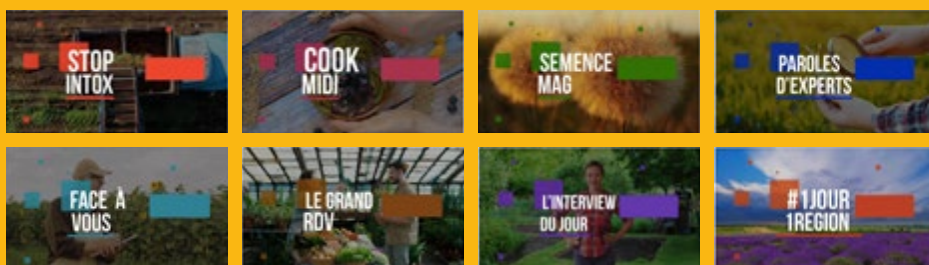 STOP
INTOX
COOK
MIDI
SEMENCE
MAG
PAROLES
D'EXPERTS
FACE À
VOUS
LE GRAND
RDV
L'INTERVIEW
DU JOUR
#1JOUR
1REGION